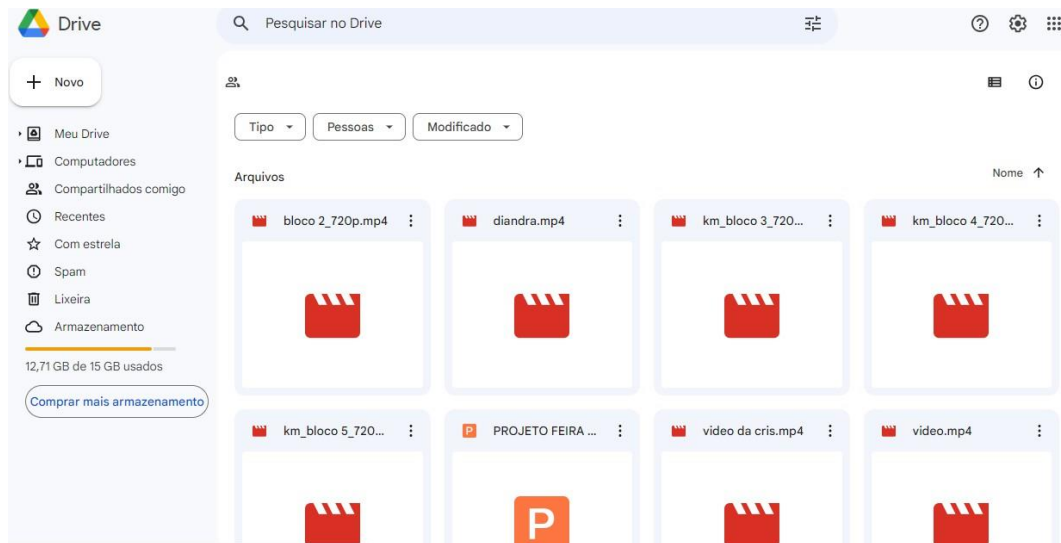 Drive
Pesquisar no Drive
Novo
Meu Drive
Computadores
Compartilhados comigo
Recentes
Com estrela
Spam
Lixeira
Armazenamento
12,71 GB de 15 GB usados
Comprar mais armazenamento
Tipo Pessoas Modificado
Arquivos Nome
bloco 2_720p.mp4 diandra.mp4 km_bloco 3_720... km_bloco 4_720...
km_bloco 5_720... PROJETO FEIRA ... video da cris.mp4 video.mp4
P
P